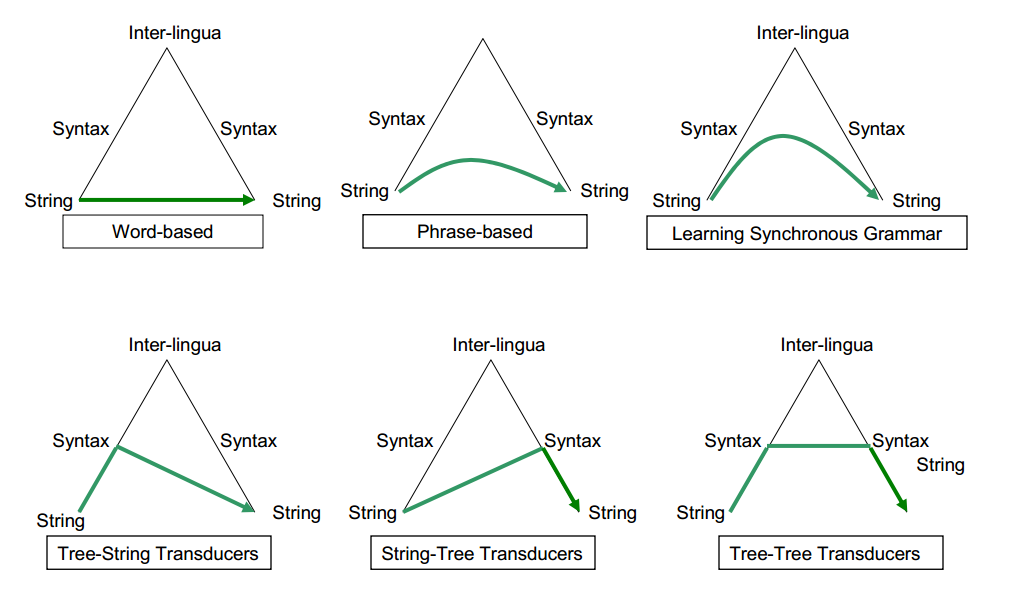 Inter-lingua
Syntax
Syntax
String
String
Word-based
Syntax
Syntax
String
String
Phrase-based
Inter-lingua
Syntax
Syntax
String
String
Learning Synchronous Grammar
Inter-lingua
Syntax
Syntax
String
String
Tree-String Transducers
Inter-lingua
Syntax
Syntax
String
String
String-Tree Transducers
Inter-lingua
Syntax
Syntax
String
String
Tree-Tree Transducers